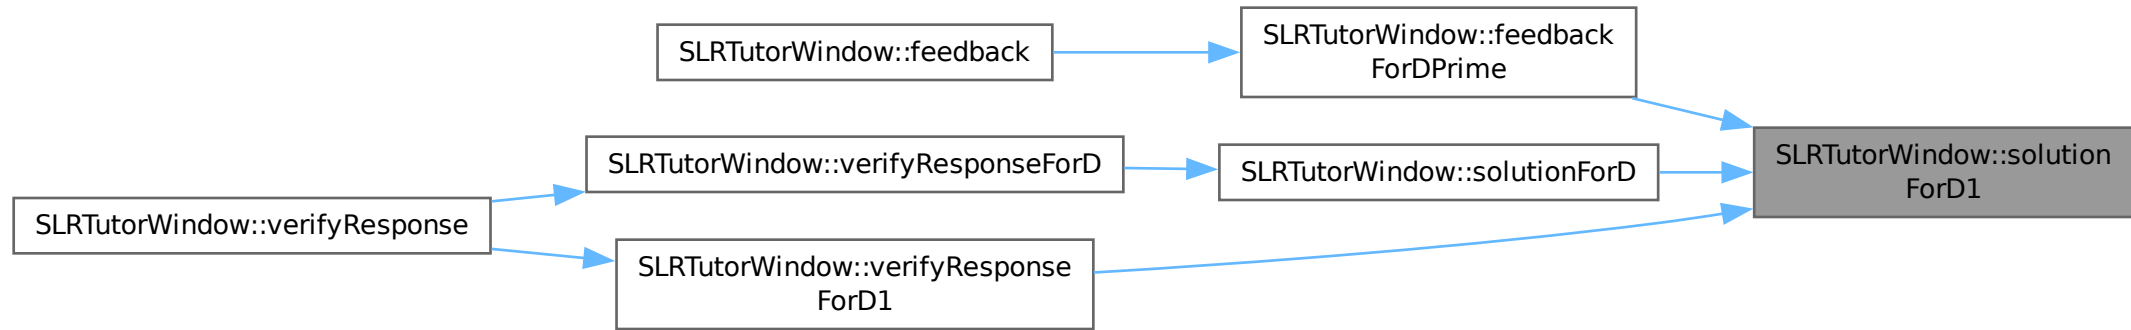 SLRTutorWindow::feedback
SLRTutorWindow::feedback
ForDPrime
SLRTutorWindow::verifyResponseForD
SLRTutorWindow::solutionForD
SLRTutorWindow::solution
ForD1
SLRTutorWindow::verifyResponse
SLRTutorWindow::verifyResponse
ForD1